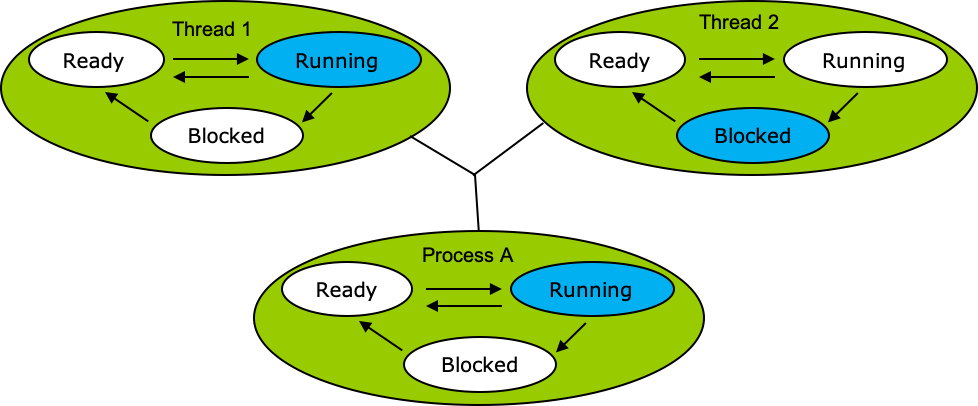 Thread 1
Ready
Running
Blocked
Thread 2
Ready
Running
Blocked
Process A
Ready
Running
Blocked